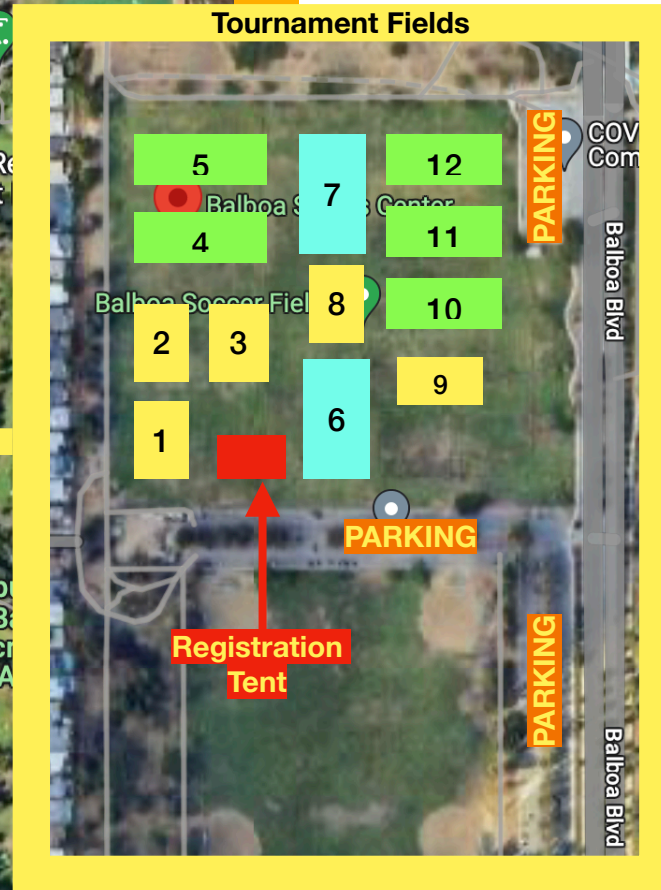 Tournament Fields
5
7
12
PARKING
COV
Com
Balboa S s Center
4
11
Balboa Blvd
Balboa Soccer Fiel
8
10
2
3
9
1
6
PARKING
Registration
Tent
PARKING
Balboa Blvd